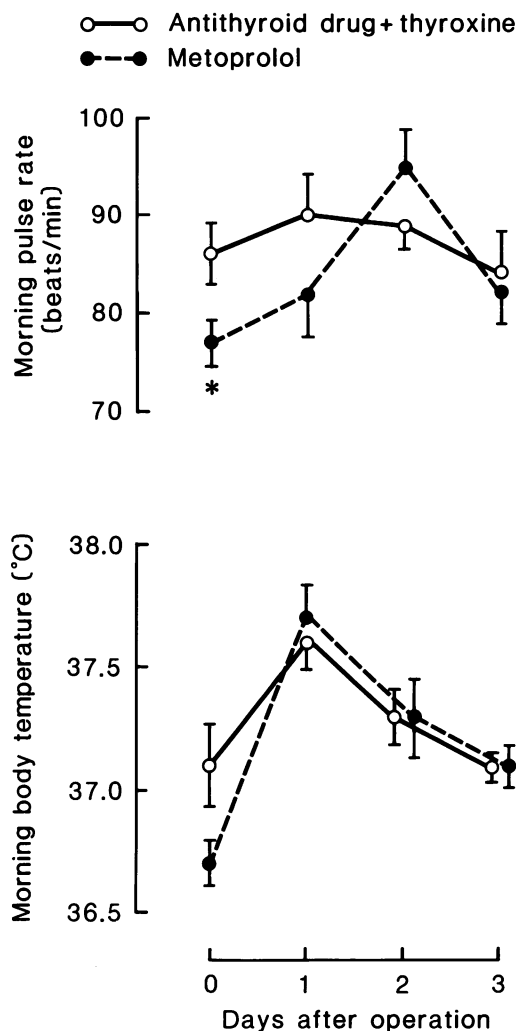 Antithyroid drug + thyroxine
Metoprolol
Morning pulse rate
(beats/min)
100
90
80
70
*
Morning body temperature (°C)
38.0
37.5
37.0
36.5
0 1 2 3
Days after operation